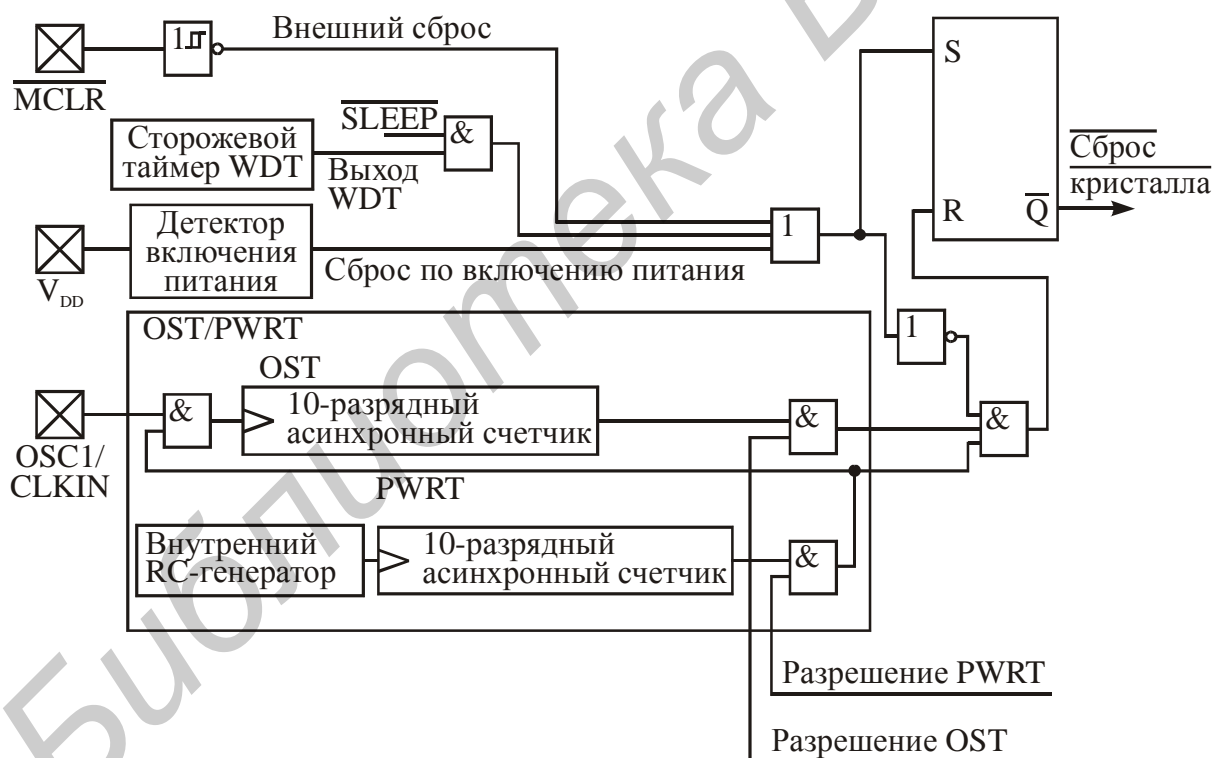 Внешний сброс
1
MCLR
SLEEP
&
Сторожевой
таймер WDT
Выход
WDT
S
Сброс
кристалла
R
Q
Детектор
включения
питания
1
VDD
Сброс по включению питания
OST/PWRT
1
OST
&
10-разрядный
асинхронный счетчик
&
&
OSC1/
CLKIN
PWRT
Внутренний
RC-генератор
10-разрядный
асинхронный счетчик
&
Разрешение PWRT
Разрешение OST
Библиотека